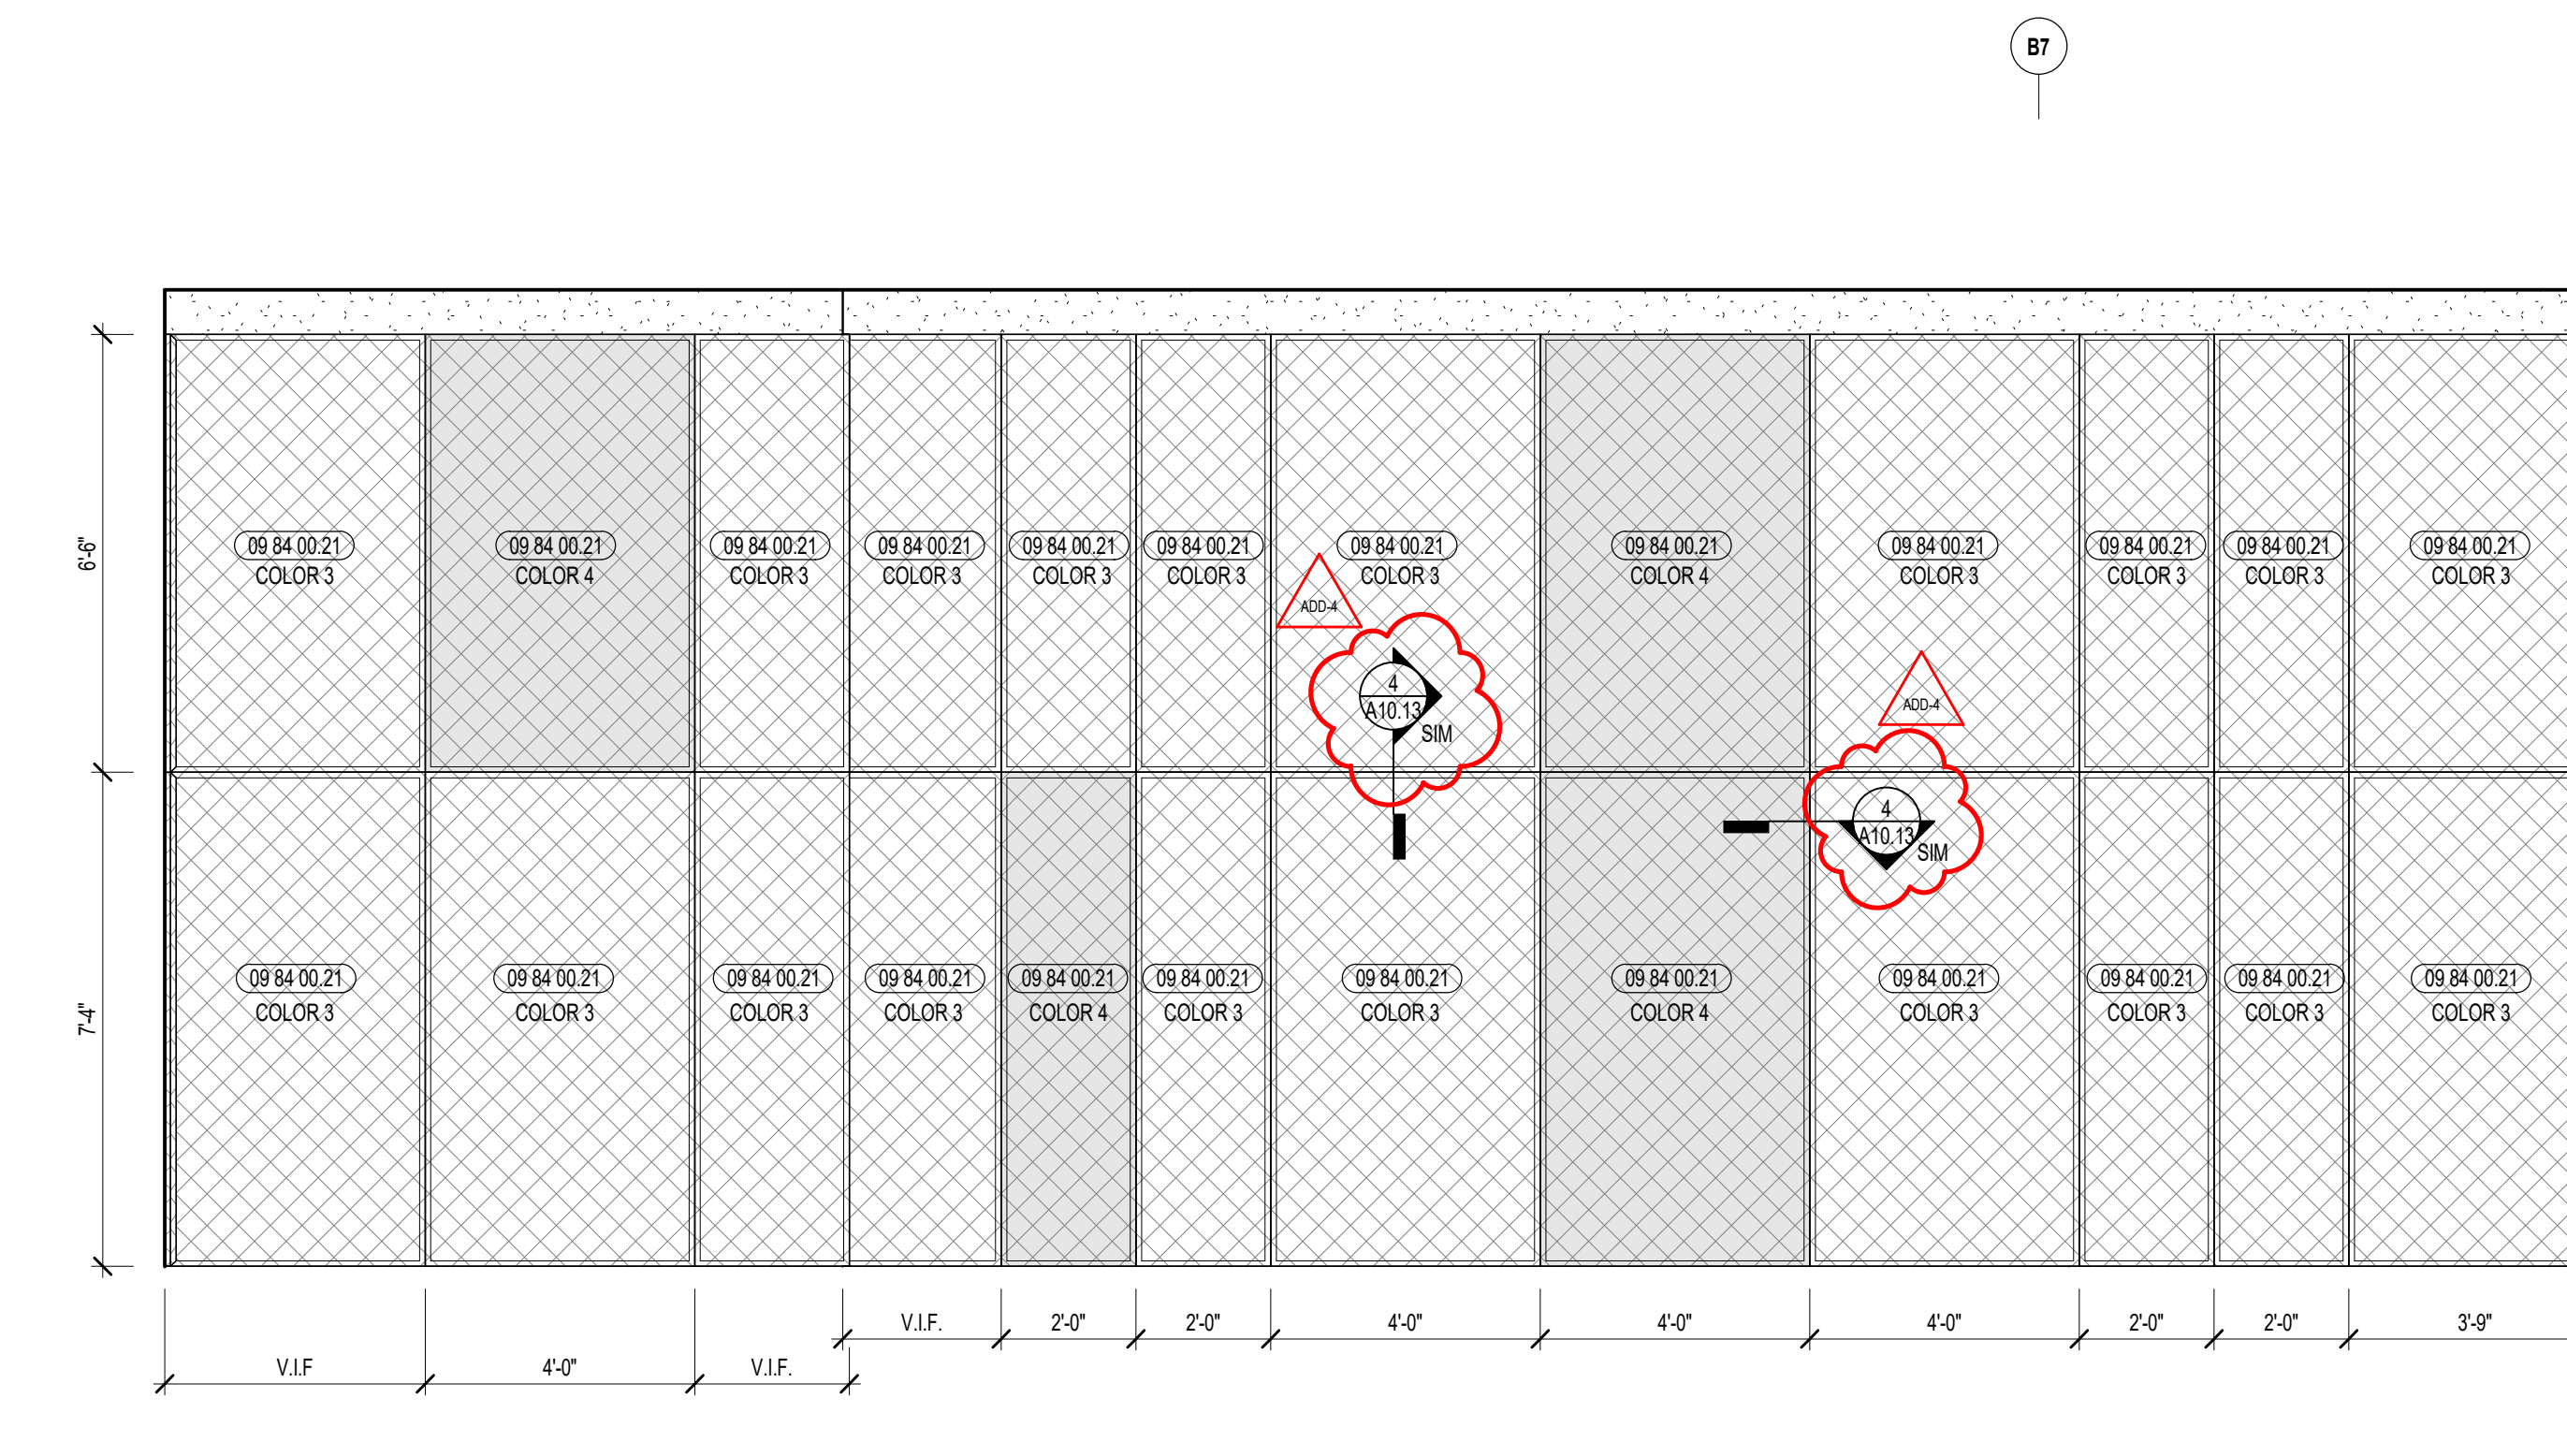 B7
6'-6"
09 84 00.21
COLOR 3
09 84 00.21
COLOR 4
09 84 00.21
COLOR 3
09 84 00.21
COLOR 3
09 84 00.21
COLOR 3
09 84 00.21
COLOR 3
09 84 00.21
COLOR 3
09 84 00.21
COLOR 4
09 84 00.21
COLOR 3
09 84 00.21
COLOR 3
09 84 00.21
COLOR 3
09 84 00.21
COLOR 3
ADD-4
4
A10.13
SIM
ADD-4
4
A10.13
SIM
7'-4"
09 84 00.21
COLOR 3
09 84 00.21
COLOR 3
09 84 00.21
COLOR 3
09 84 00.21
COLOR 3
09 84 00.21
COLOR 4
09 84 00.21
COLOR 3
09 84 00.21
COLOR 3
09 84 00.21
COLOR 4
09 84 00.21
COLOR 3
09 84 00.21
COLOR 3
09 84 00.21
COLOR 3
09 84 00.21
COLOR 3
V.I.F. 2'-0" 2'-0" 4'-0" 4'-0" 4'-0" 2'-0" 2'-0" 3'-9"
V.I.F 4'-0" V.I.F.